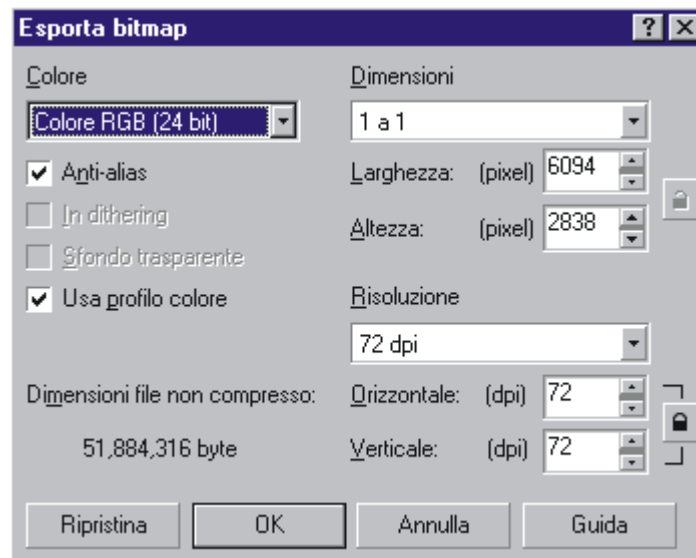 Esporta bitmap
Colore
Colore RGB (24 bit)
Anti-alias
In dithering
Sfondo trasparente
Usa profilo colore
Dimensioni file non compresso:
51,884,316 byte
Dimensioni
1 a 1
Larghezza: (pixel) 6094
Altezza: (pixel) 2838
Risoluzione
72 dpi
Orizzontale: (dpi) 72
Verticale: (dpi) 72
Ripristina
OK
Annulla
Guida